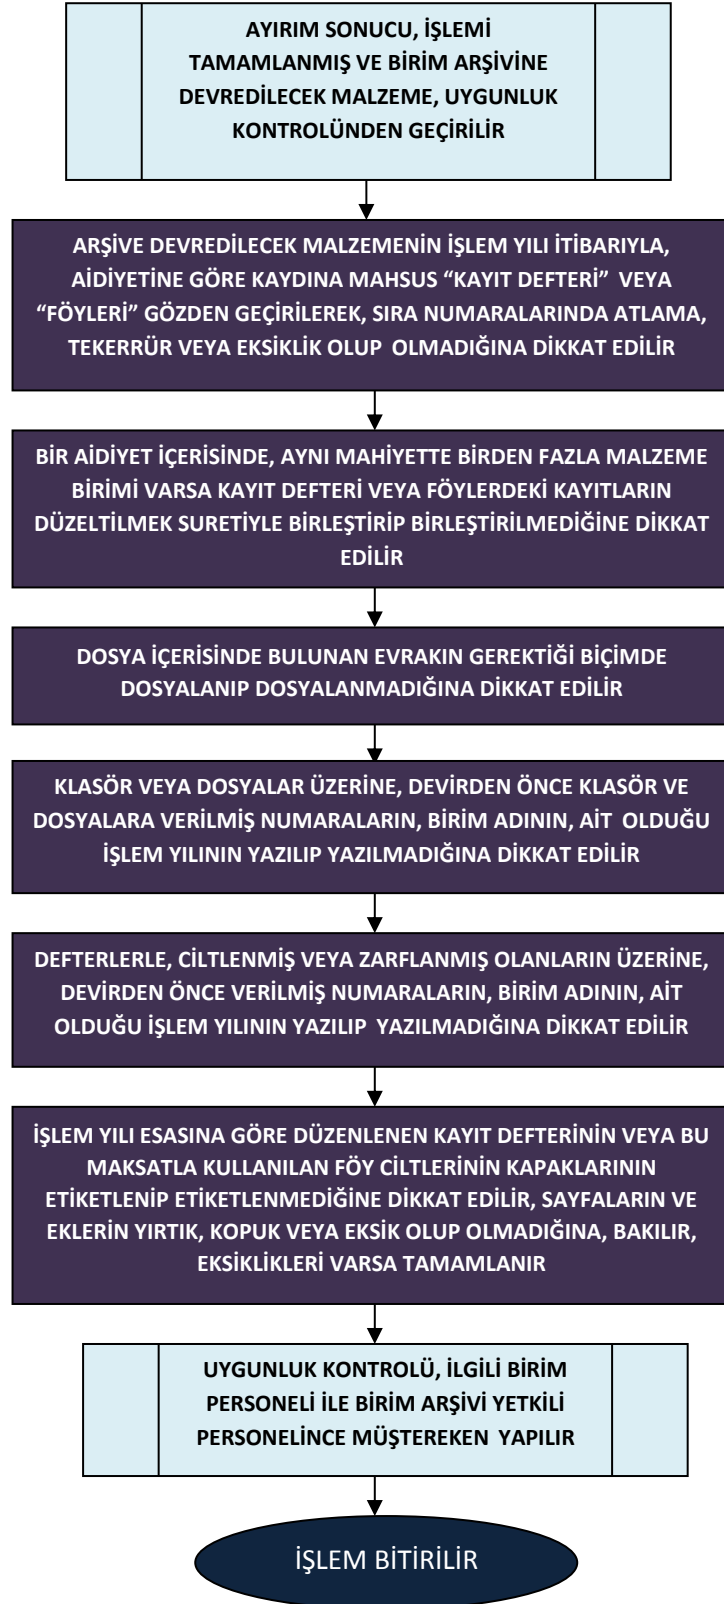 AYIRIM SONUCU, İŞLEMİ
TAMAMLANMIŞ VE BİRİM ARŞİVİNE
DEVREDİLECEK MALZEME, UYGUNLUK
KONTROLÜNDEN GEÇİRİLİR
ARŞİVE DEVREDİLECEK MALZEMENİN İŞLEM YILI İTİBARIYLA,
AİDİYETİNE GÖRE KAYDINA MAHSUS “KAYIT DEFTERİ” VEYA
“FÖYLERİ” GÖZDEN GEÇİRİLEREK, SIRA NUMARALARINDA ATLAMA,
TEKERRÜR VEYA EKSİKLİK OLUP OLMADIĞINA DİKKAT EDİLİR
BİR AİDİYET İÇERİSİNDE, AYNI MAHİYETTE BİRDEN FAZLA MALZEME
BİRİMİ VARSA KAYIT DEFTERİ VEYA FÖYLERDEKİ KAYITLARIN
DÜZELTİLMEK SURETİYLE BİRLEŞTİRİP BİRLEŞTİRİLMEDİĞİNE DİKKAT
EDİLİR
DOSYA İÇERİSİNDE BULUNAN EVRAKIN GEREKTİĞİ BİÇİMDE
DOSYALANIP DOSYALANMADIĞINA DİKKAT EDİLİR
KLASÖR VEYA DOSYALAR ÜZERİNE, DEVİRDEN ÖNCE KLASÖR VE
DOSYALARA VERİLMİŞ NUMARALARIN, BİRİM ADININ, AİT OLDUĞU
İŞLEM YILININ YAZILIP YAZILMADIĞINA DİKKAT EDİLİR
DEFTERLERLE, CİLTLENMİŞ VEYA ZARFLANMIŞ OLANLARIN ÜZERİNE,
DEVİRDEN ÖNCE VERİLMİŞ NUMARALARIN, BİRİM ADININ, AİT
OLDUĞU İŞLEM YILININ YAZILIP YAZILMADIĞINA DİKKAT EDİLİR
İŞLEM YILI ESASINA GÖRE DÜZENLENEN KAYIT DEFTERİNİN VEYA BU
MAKSATLA KULLANILAN FÖY CİLTLERİNİN KAPAKLARININ
ETİKETLENİP ETİKETLENMEDİĞİNE DİKKAT EDİLİR, SAYFALARIN VE
EKLERİN YIRTIK, KOPUK VEYA EKSİK OLUP OLMADIĞINA, BAKILIR,
EKSİKLİKLERİ VARSA TAMAMLANIR
UYGUNLUK KONTROLÜ, İLGİLİ BİRİM
PERSONELİ İLE BİRİM ARŞİVİ YETKİLİ
PERSONELİNCE MÜŞTEREKEN YAPILIR
İŞLEM BİTİRİLİR